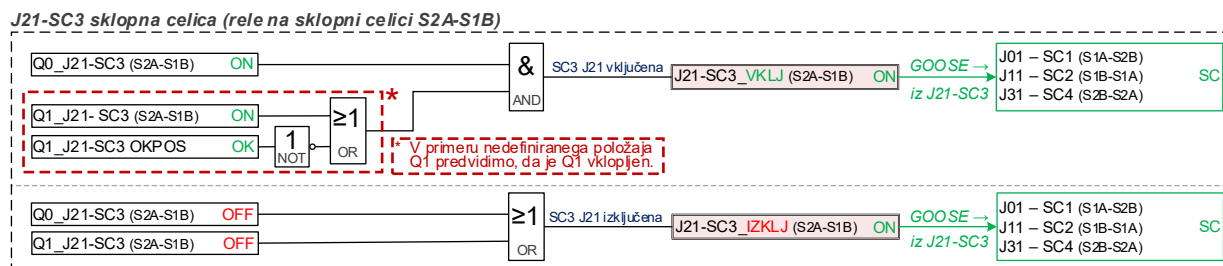 J21-SC3 sklopna celica (rele na sklopni celici S2A-S1B)
Q0_J21-SC3 (S2A-S1B) ON
& AND
SC3 J21 vključena
J21-SC3_VKLJ (S2A-S1B) ON
GOOSE →
iz J21-SC3
J01 – SC1 (S1A-S2B)
J11 – SC2 (S1B-S1A) SC
J31 – SC4 (S2B-S2A)
*
Q1_J21- SC3 (S2A-S1B) ON
≥1 OR
Q1_J21-SC3 OKPOS OK
1 NOT
* V primeru nedefiniranega položaja
Q1 predvidimo, da je Q1 vklopljen.
Q0_J21-SC3 (S2A-S1B) OFF
Q1_J21-SC3 (S2A-S1B) OFF
≥1 OR
SC3 J21 izključena
J21-SC3_IZKLJ (S2A-S1B) ON
GOOSE →
iz J21-SC3
J01 – SC1 (S1A-S2B)
J11 – SC2 (S1B-S1A) SC
J31 – SC4 (S2B-S2A)